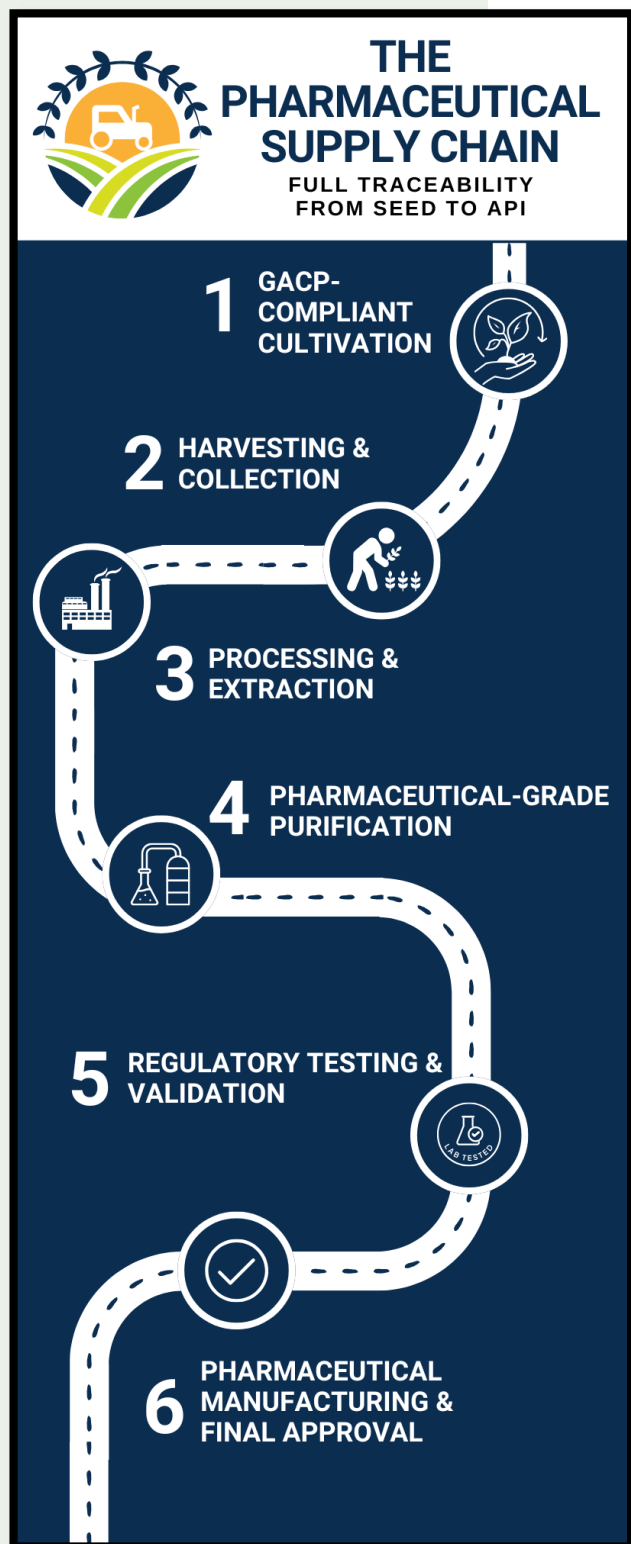 THE
PHARMACEUTICAL
SUPPLY CHAIN
FULL TRACEABILITY
FROM SEED TO API
1
GACP-
COMPLIANT
CULTIVATION
2
HARVESTING &
COLLECTION
3
PROCESSING &
EXTRACTION
4
PHARMACEUTICAL-GRADE
PURIFICATION
5
REGULATORY TESTING &
VALIDATION
LAB TESTED
6
PHARMACEUTICAL
MANUFACTURING &
FINAL APPROVAL